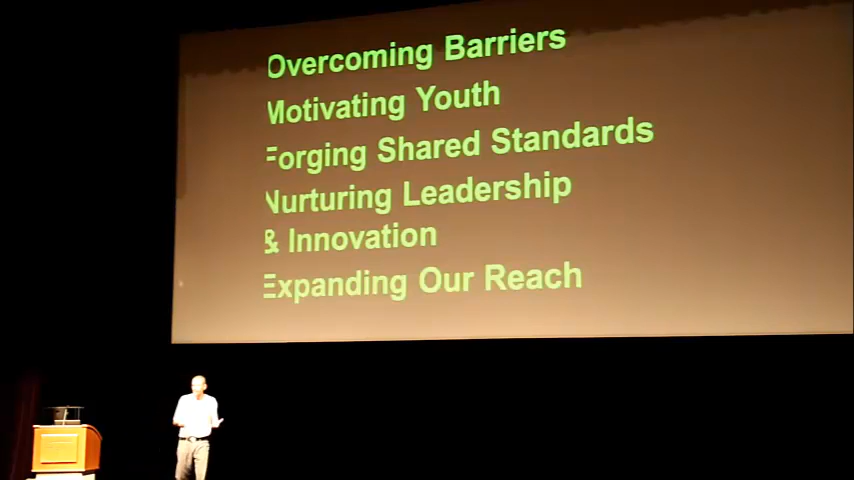 Overcoming Barriers
Motivating Youth
Forging Shared Standards
Nurturing Leadership
& Innovation
Expanding Our Reach